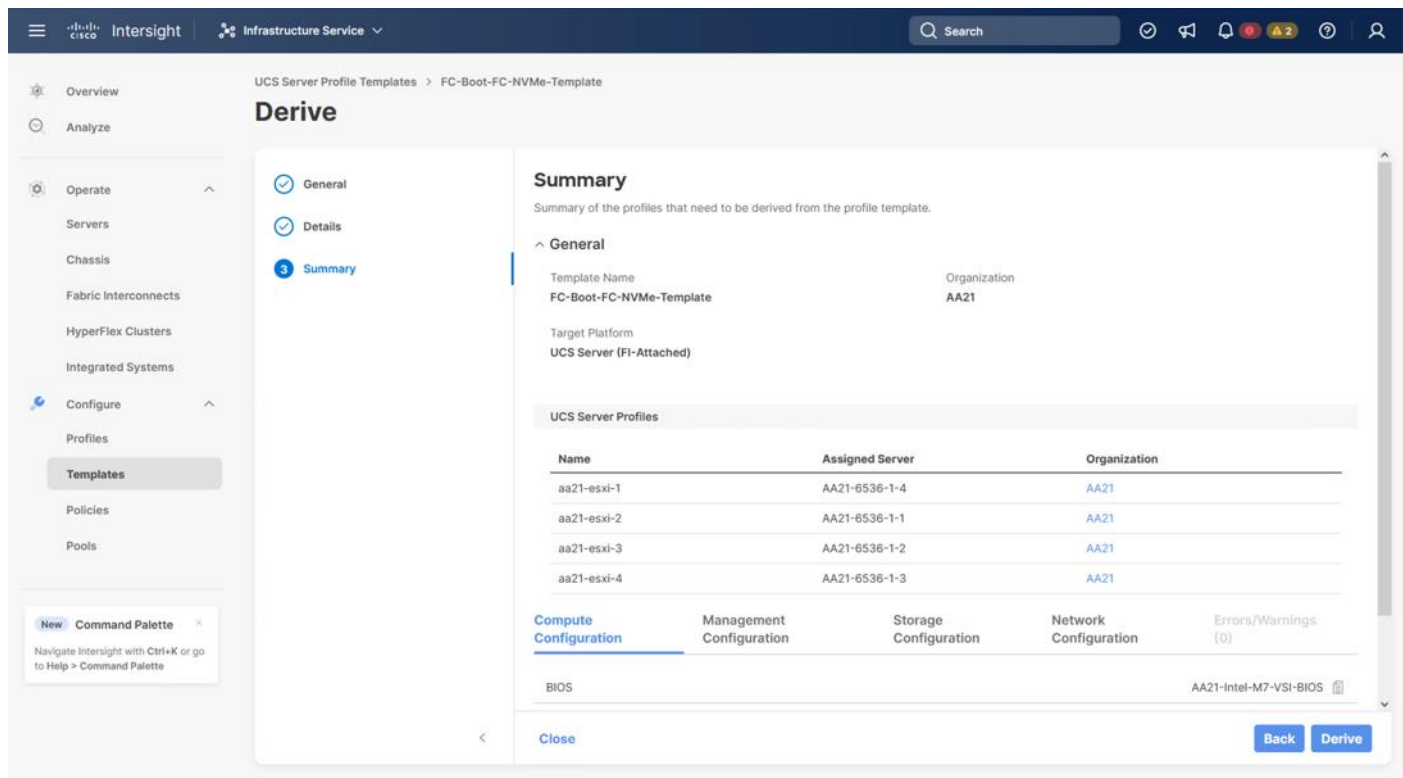 cisco Intersight
Infrastructure Service
Search
0
2
Overview
Analyze
Operate
Servers
Chassis
Fabric Interconnects
HyperFlex Clusters
Integrated Systems
Configure
Profiles
Templates
Policies
Pools
New Command Palette
Navigate Intersight with Ctrl+K or go
to Help > Command Palette
UCS Server Profile Templates > FC-Boot-FC-NVMe-Template
Derive
General
Details
3 Summary
Summary
Summary of the profiles that need to be derived from the profile template.
General
Template Name
Organization
FC-Boot-FC-NVMe-Template
AA21
Target Platform
UCS Server (FI-Attached)
UCS Server Profiles
Name Assigned Server Organization
aa21-esxi-1 AA21-6536-1-4 AA21
aa21-esxi-2 AA21-6536-1-1 AA21
aa21-esxi-3 AA21-6536-1-2 AA21
aa21-esxi-4 AA21-6536-1-3 AA21
Compute
Configuration
Management
Configuration
Storage
Configuration
Network
Configuration
Errors/Warnings
(0)
BIOS AA21-Intel-M7-VSI-BIOS
Close
Back
Derive